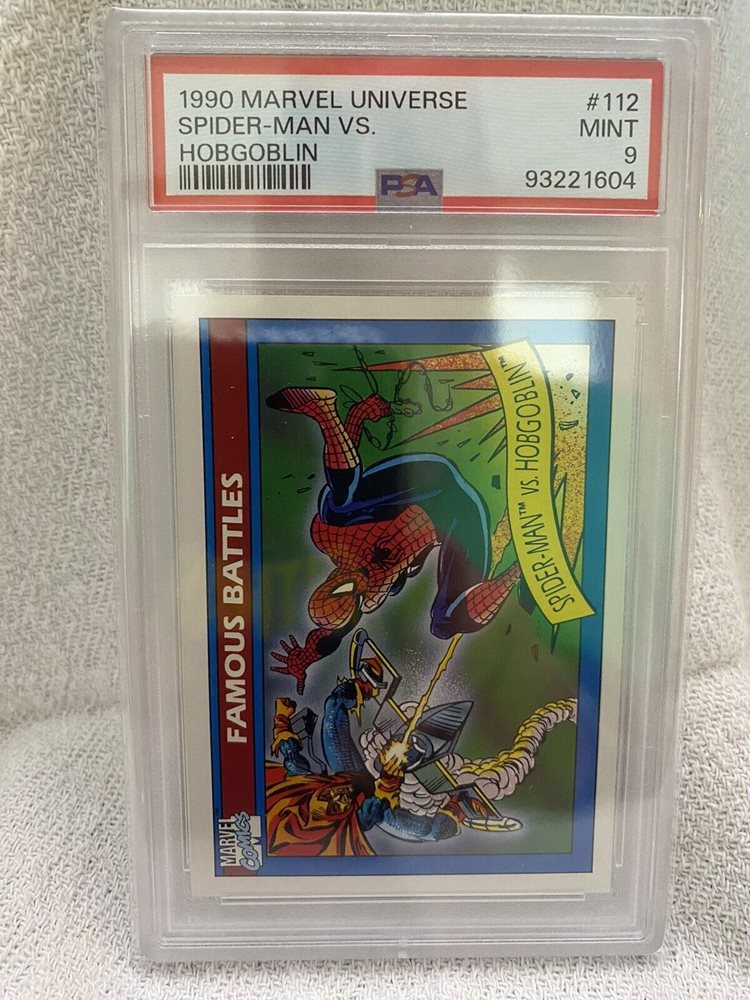 1990 MARVEL UNIVERSE #112
SPIDER-MAN VS. MINT
HOBGOBLIN 9
PSA 93221604
MARVEL COMICS
FAMOUS BATTLES
SPIDER-MAN™ VS. HOBGOBLIN™